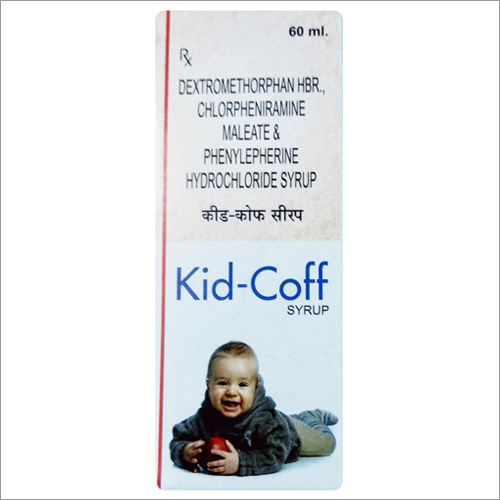 60 ml.
Rx
DEXTROMETHORPHAN HBR.,
CHLORPHENIRAMINE
MALEATE &
PHENYLEPHERINE
HYDROCHLORIDE SYRUP
कीड-कोफ सीरप
Kid-Coff
SYRUP